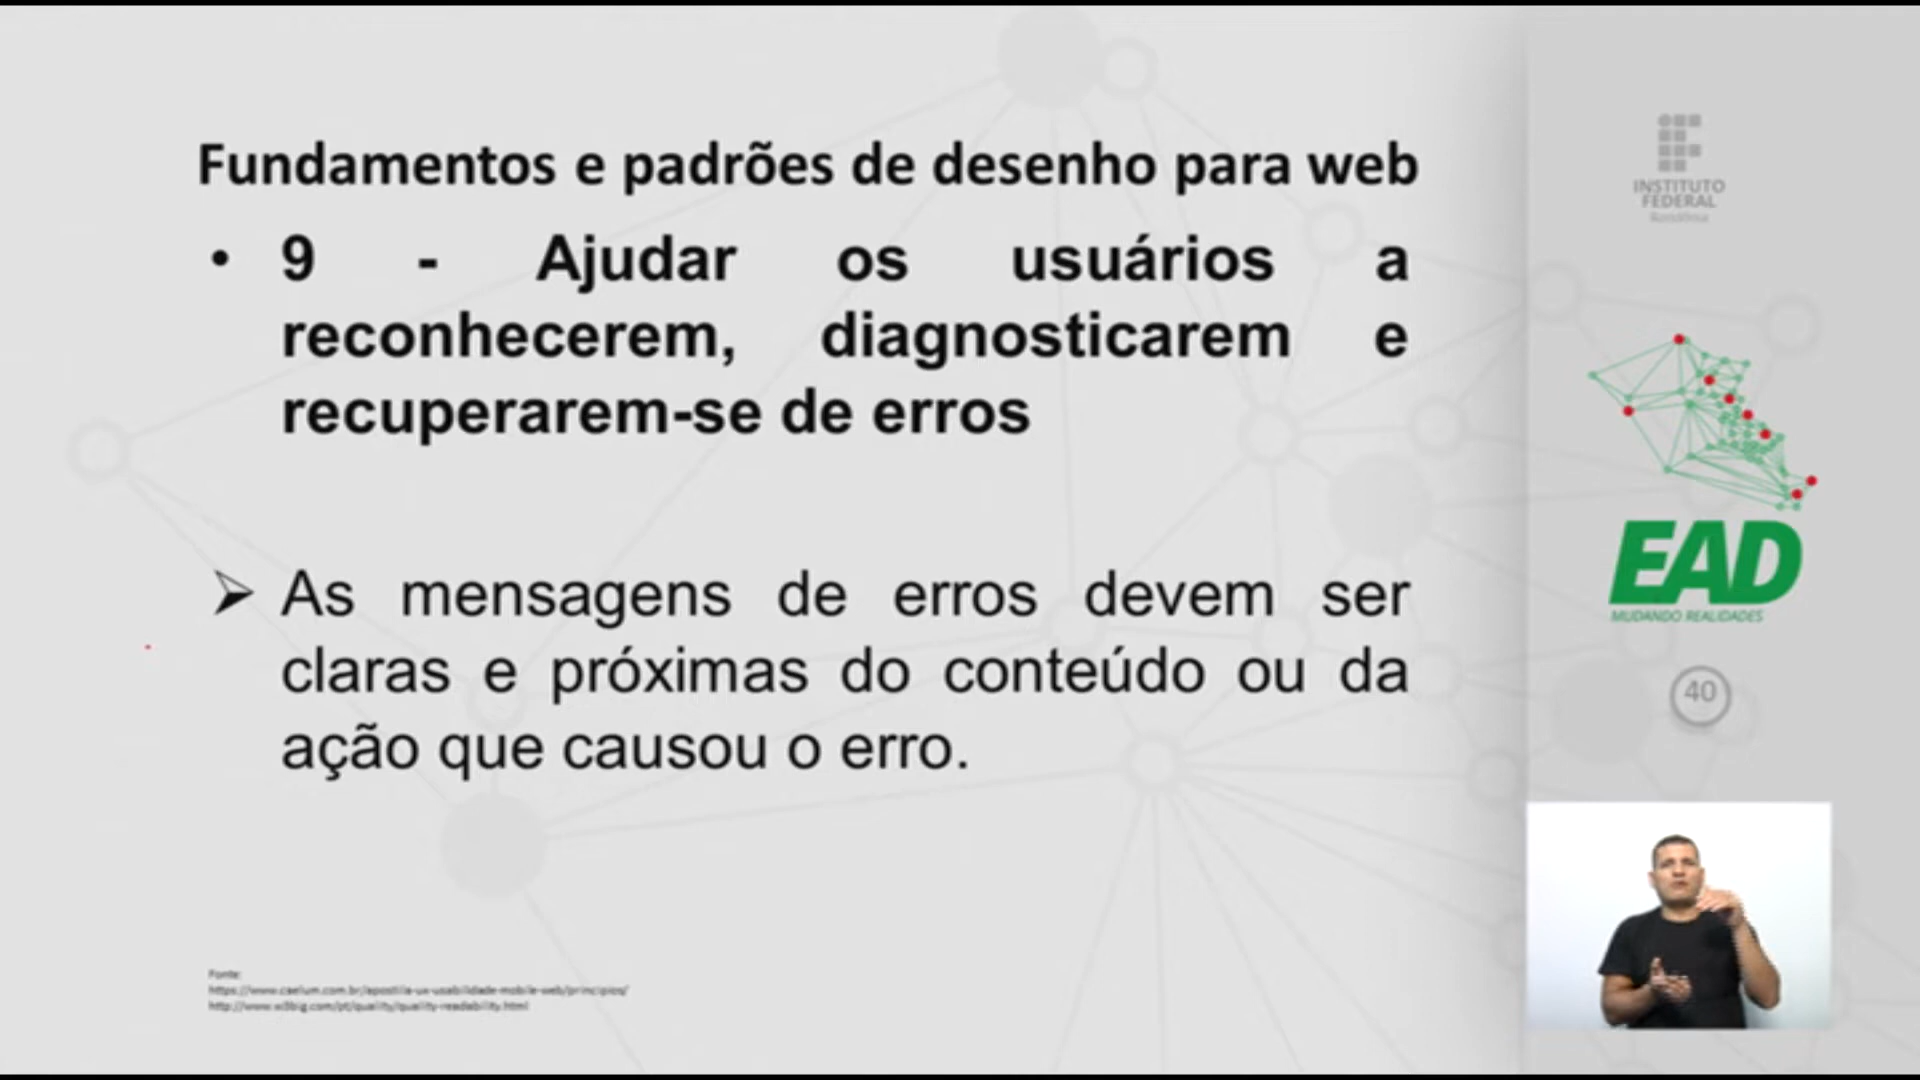 Fundamentos e padrões de desenho para web
• 9 - Ajudar os usuários a
reconhecerem, diagnosticarem e
recuperarem-se de erros
➢ As mensagens de erros devem ser
claras e próximas do conteúdo ou da
ação que causou o erro.
Fonte:
https://www.caelum.com.br/apostila-ux-usabilidade-mobile-web/principios/
http://www.w3big.com/pt/quality/quality-readability.html
INSTITUTO
FEDERAL
Rondônia
EAD
MUDANDO REALIDADES
40